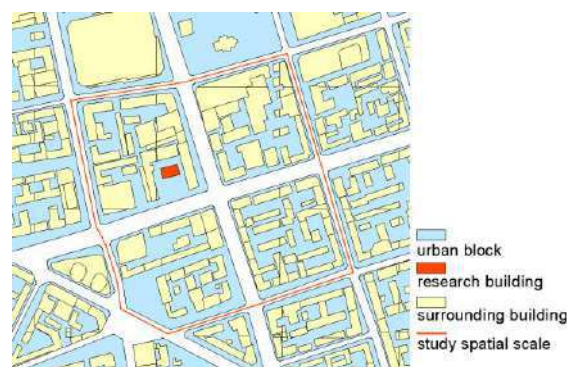 urban block
research building
surrounding building
study spatial scale